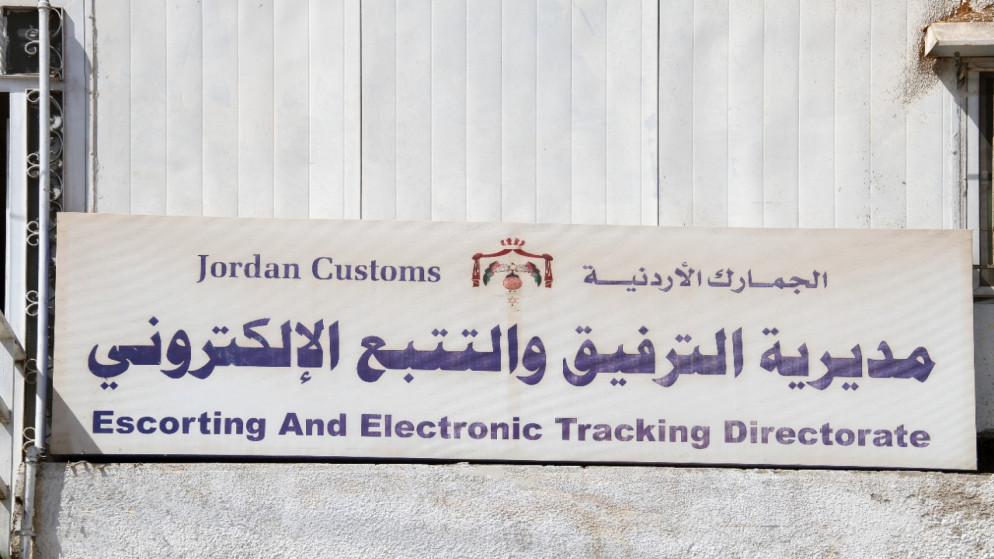 Jordan Customs الجمارك الأردنية
مديرية الترفيق والتتبع الإلكتروني
Escorting And Electronic Tracking Directorate